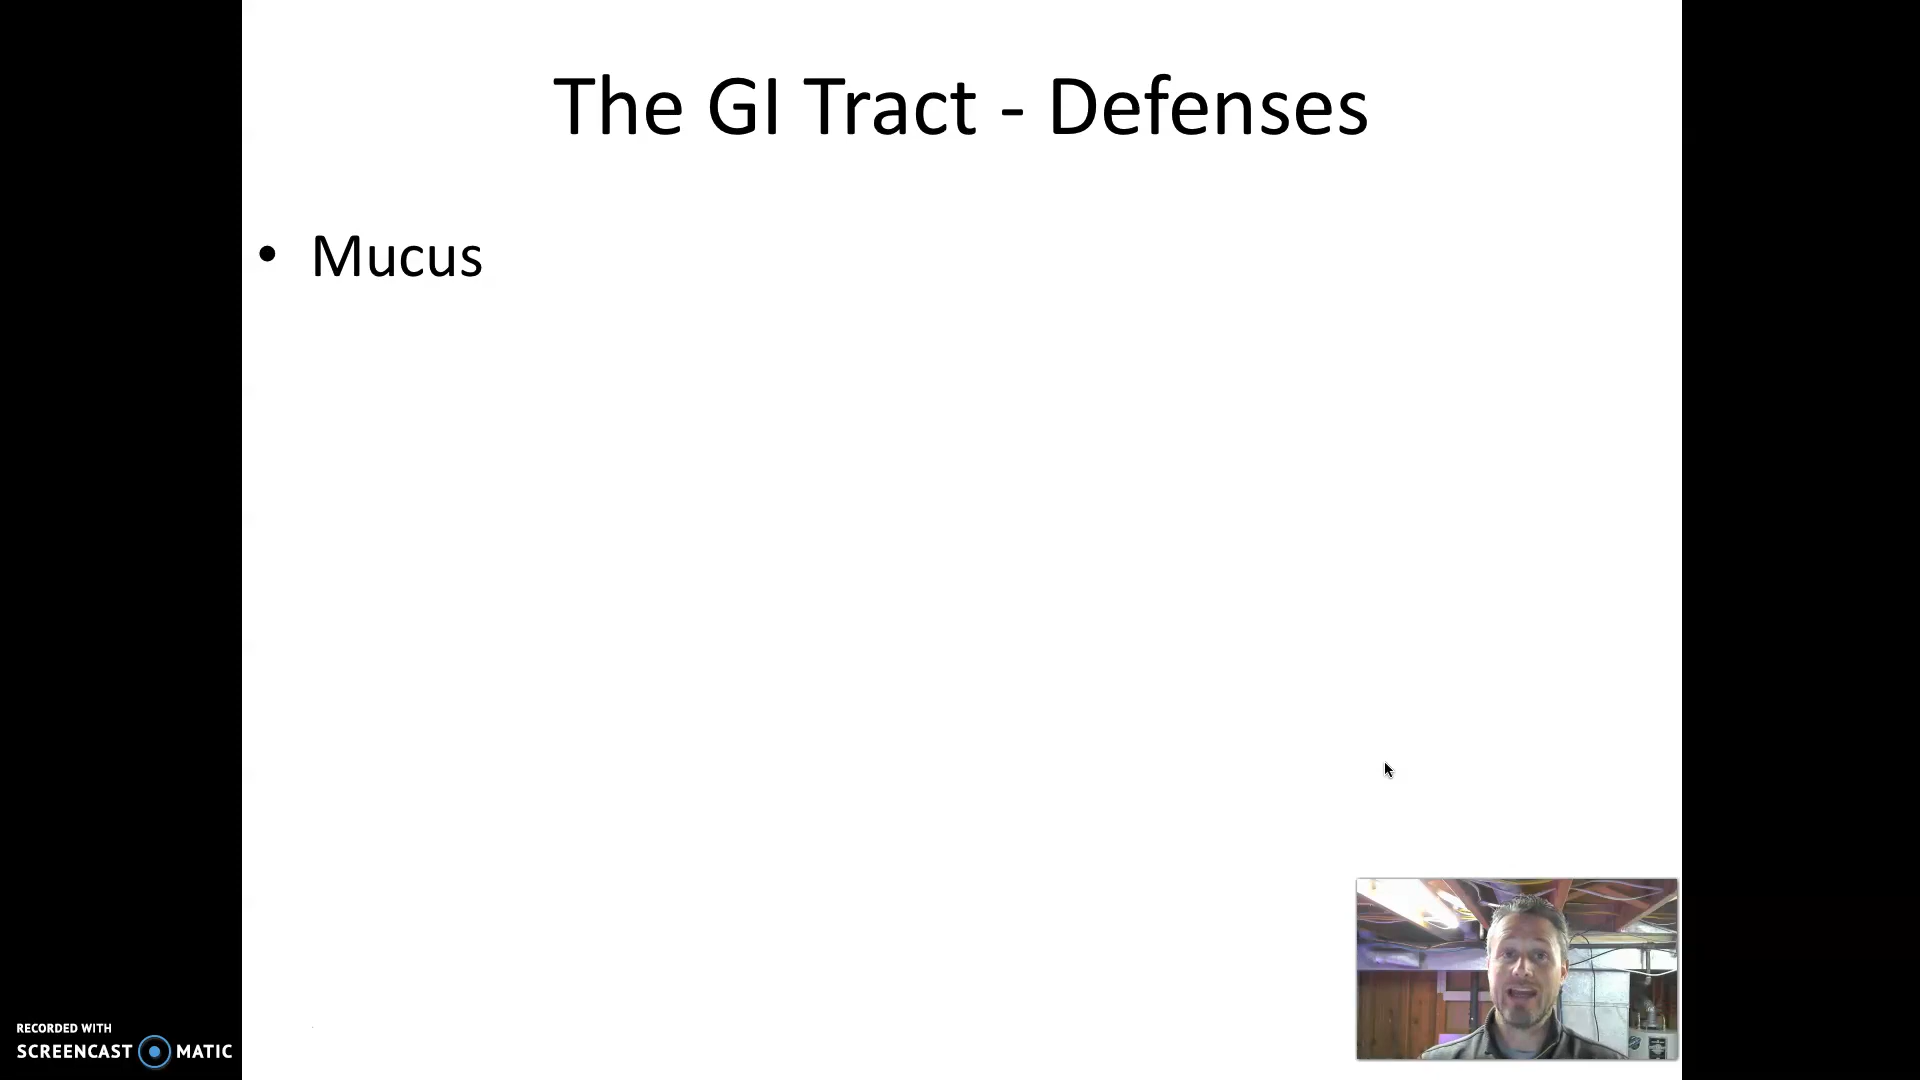 The GI Tract - Defenses
• Mucus
RECORDED WITH
SCREENCAST MATIC